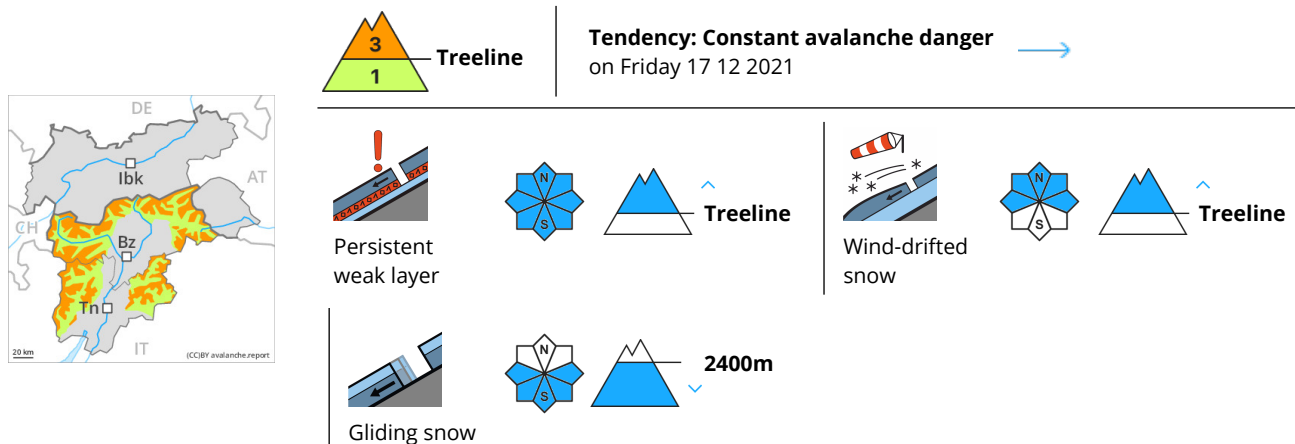 3
1
Treeline
Tendency: Constant avalanche danger
on Friday 17 12 2021
DE
AT
CH
IT
Ibk
Bz
Tn
20 km
(CC)BY avalanche.report
N
S
Treeline
Persistent
weak layer
N
S
Treeline
Wind-drifted
snow
N
S
2400m
Gliding snow